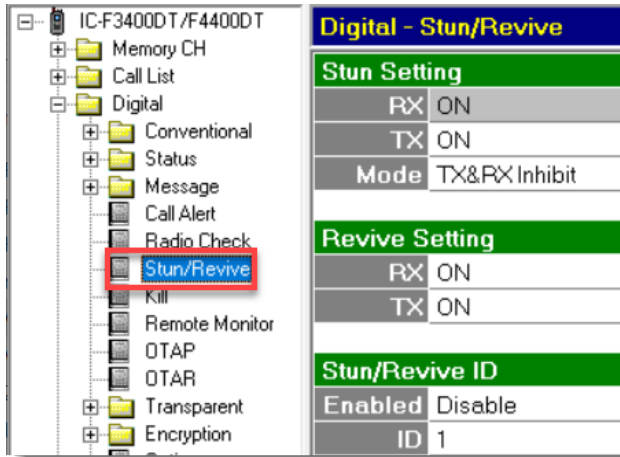 IC-F3400DT/F4400DT
Memory CH
Call List
Digital
Conventional
Status
Message
Call Alert
Radio Check
Stun/Revive
Kill
Remote Monitor
OTAP
OTAR
Transparent
Encryption
Digital - Stun/Revive
Stun Setting
RX ON
TX ON
Mode TX&RX Inhibit
Revive Setting
RX ON
TX ON
Stun/Revive ID
Enabled Disable
ID 1